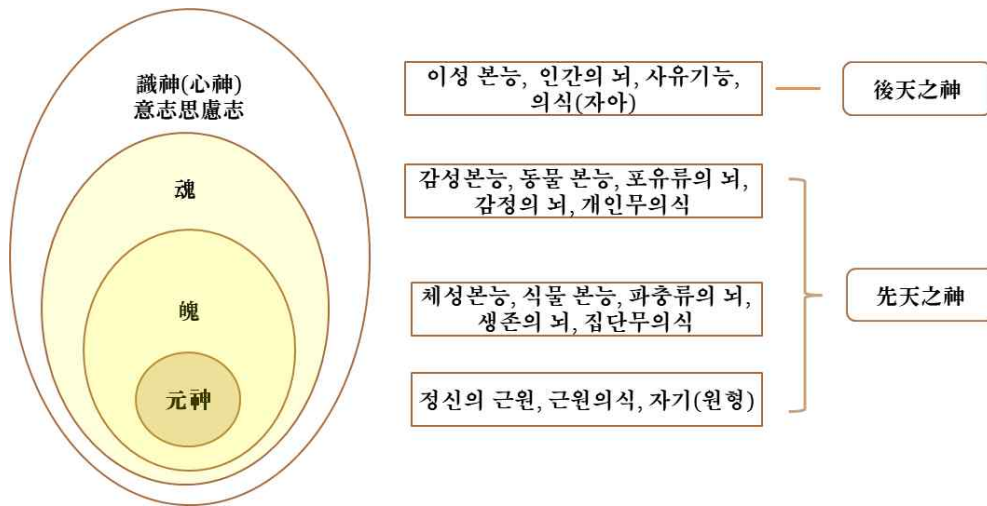 識神(心神)
意志思慮志
이성 본능, 인간의 뇌, 사유기능,
의식(자아)
後天之神
魂
감성본능, 동물 본능, 포유류의 뇌,
감정의 뇌, 개인무의식
魄
체성본능, 식물 본능, 파충류의 뇌,
생존의 뇌, 집단무의식
先天之神
元神
정신의 근원, 근원의식, 자기(원형)